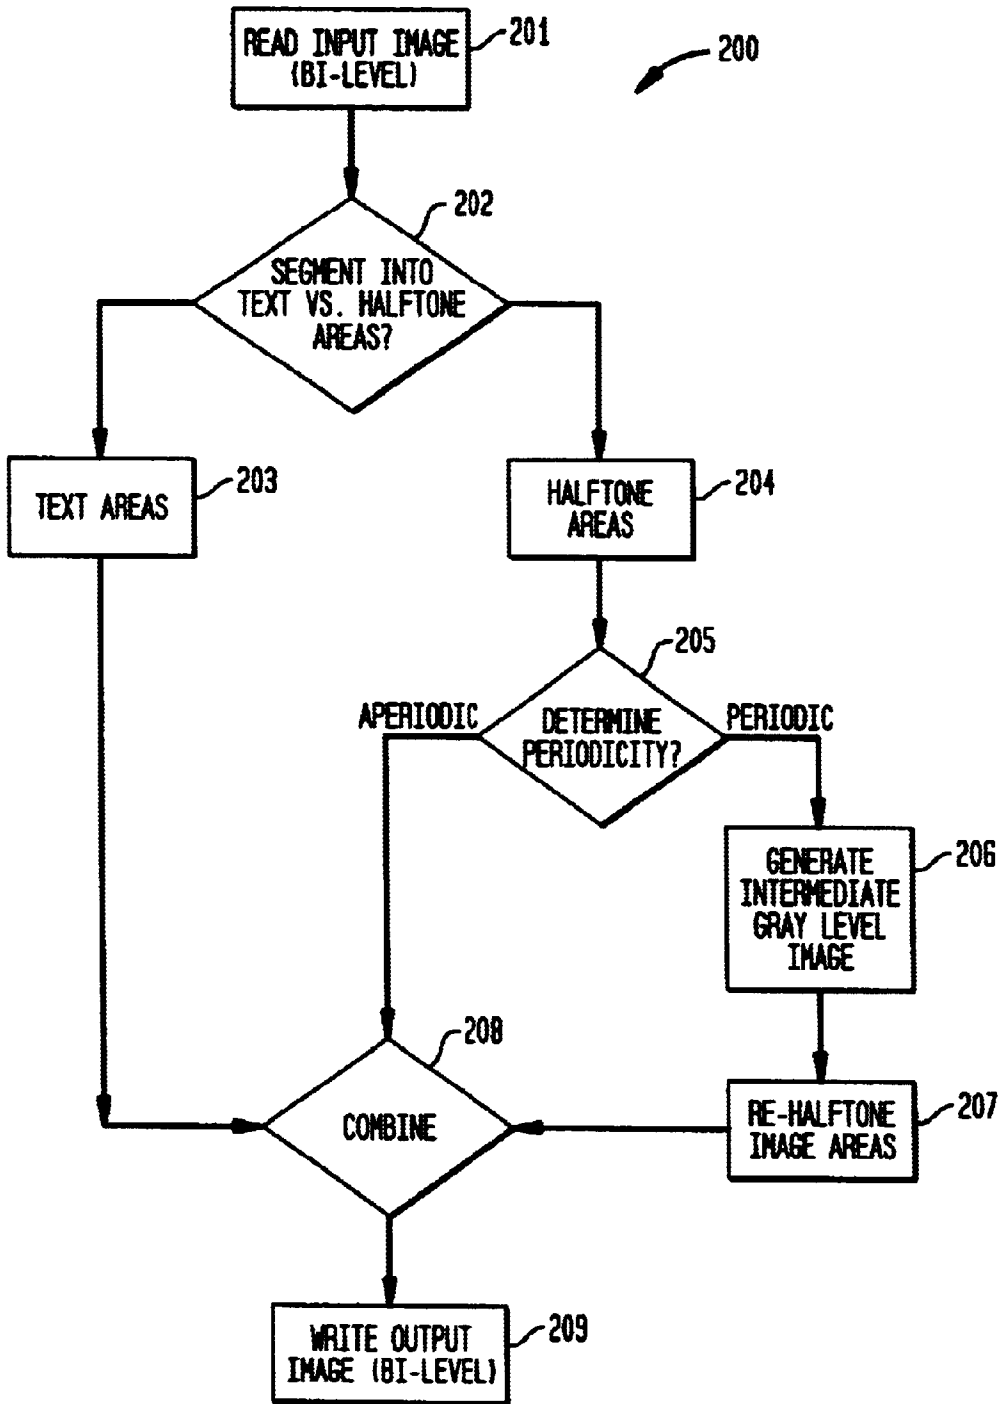 READ INPUT IMAGE
(BI-LEVEL)
201
200
202
SEGMENT INTO
TEXT VS. HALFTONE
AREAS?
203
TEXT AREAS
204
HALFTONE
AREAS
205
APERIODIC
PERIODIC
DETERMINE
PERIODICITY?
206
GENERATE
INTERMEDIATE
GRAY LEVEL
IMAGE
208
COMBINE
207
RE-HALFTONE
IMAGE AREAS
209
WRITE OUTPUT
IMAGE (BI-LEVEL)